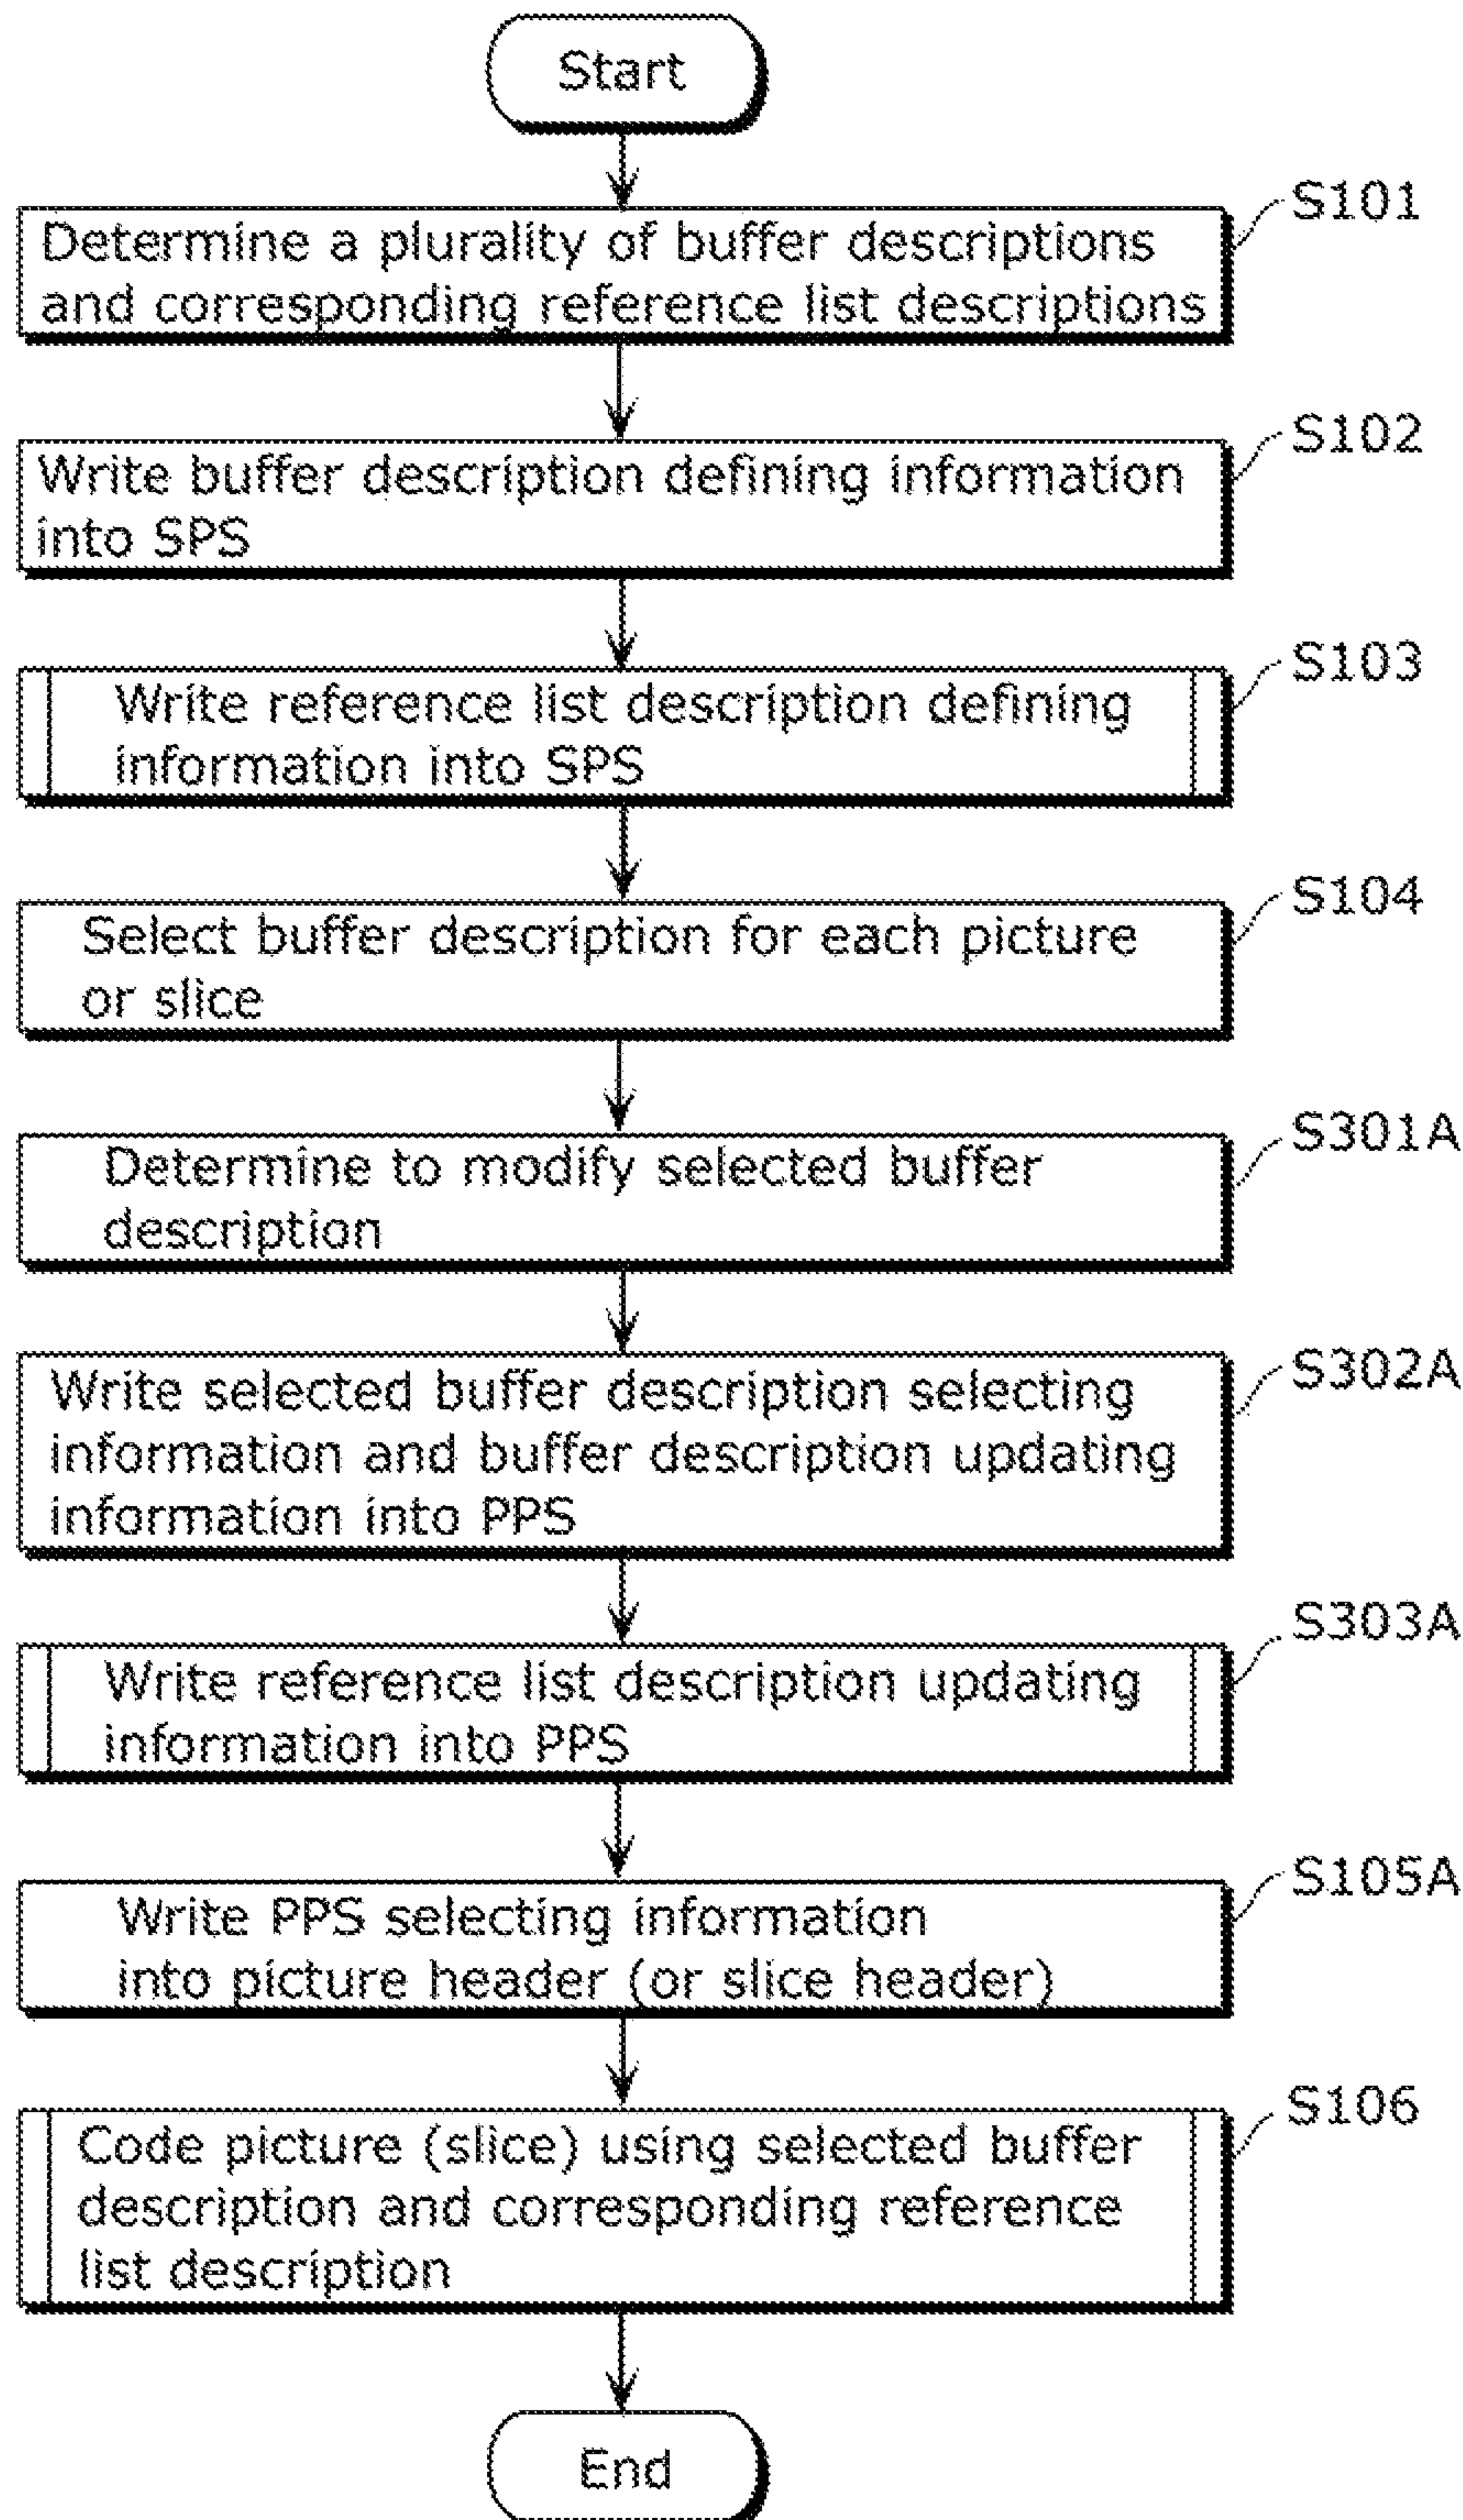 Start
S101
Determine a plurality of buffer descriptions
and corresponding reference list descriptions
S102
Write buffer description defining information
into SPS
S103
Write reference list description defining
information into SPS
S104
Select buffer description for each picture
or slice
S301A
Determine to modify selected buffer
description
S302A
Write selected buffer description selecting
information and buffer description updating
information into PPS
S303A
Write reference list description updating
information into PPS
S105A
Write PPS selecting information
into picture header (or slice header)
S106
Code picture (slice) using selected buffer
description and corresponding reference
list description
End